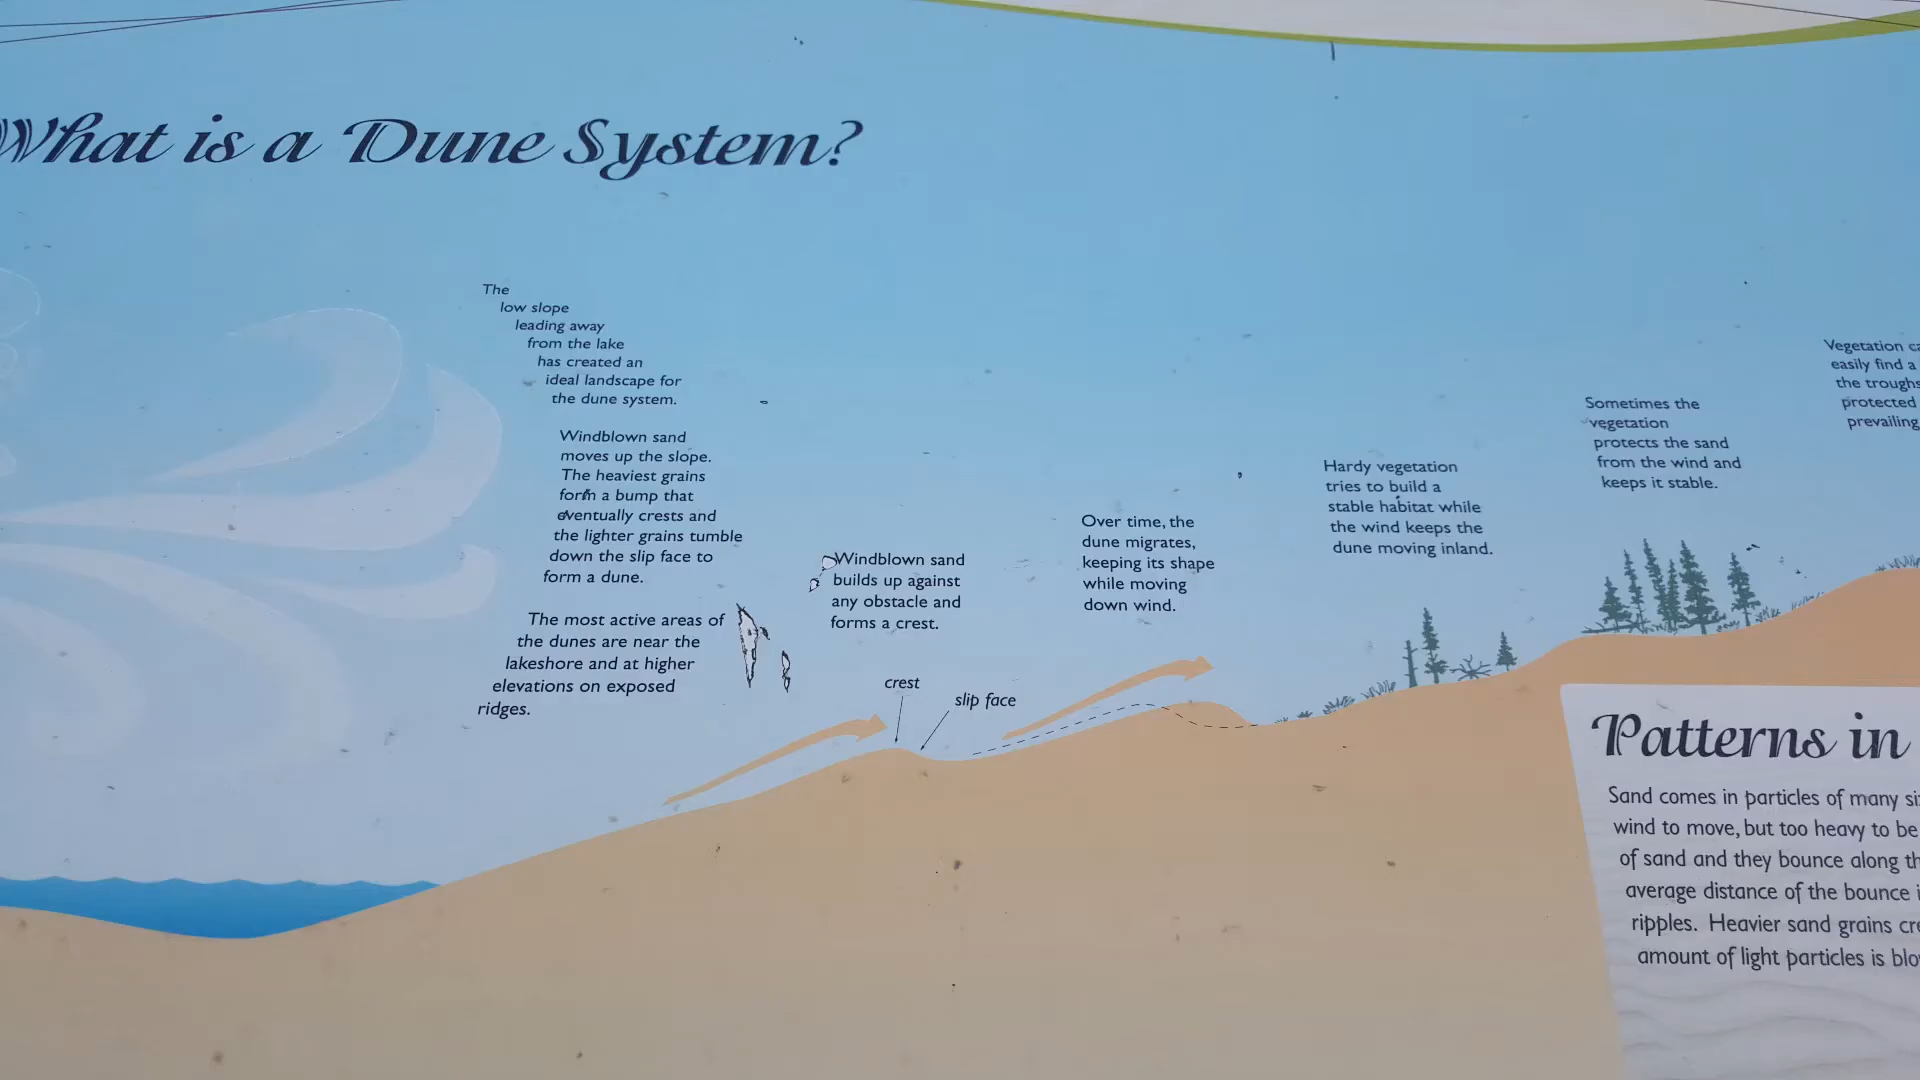 What is a Dune System?
The
low slope
leading away
from the lake
has created an
ideal landscape for
the dune system.
Windblown sand
moves up the slope.
The heaviest grains
form a bump that
eventually crests and
the lighter grains tumble
down the slip face to
form a dune.
The most active areas of
the dunes are near the
lakeshore and at higher
elevations on exposed
ridges.
Windblown sand
builds up against
any obstacle and
forms a crest.
crest
slip face
Over time, the
dune migrates,
keeping its shape
while moving
down wind.
Hardy vegetation
tries to build a
stable habitat while
the wind keeps the
dune moving inland.
Sometimes the
vegetation
protects the sand
from the wind and
keeps it stable.
Vegetation
easily find a
the troughs
protected
prevailing
Patterns in
Sand comes in particles of many
wind to move, but too heavy to be
of sand and they bounce along
average distance of the bounce
ripples. Heavier sand grains
amount of light particles is